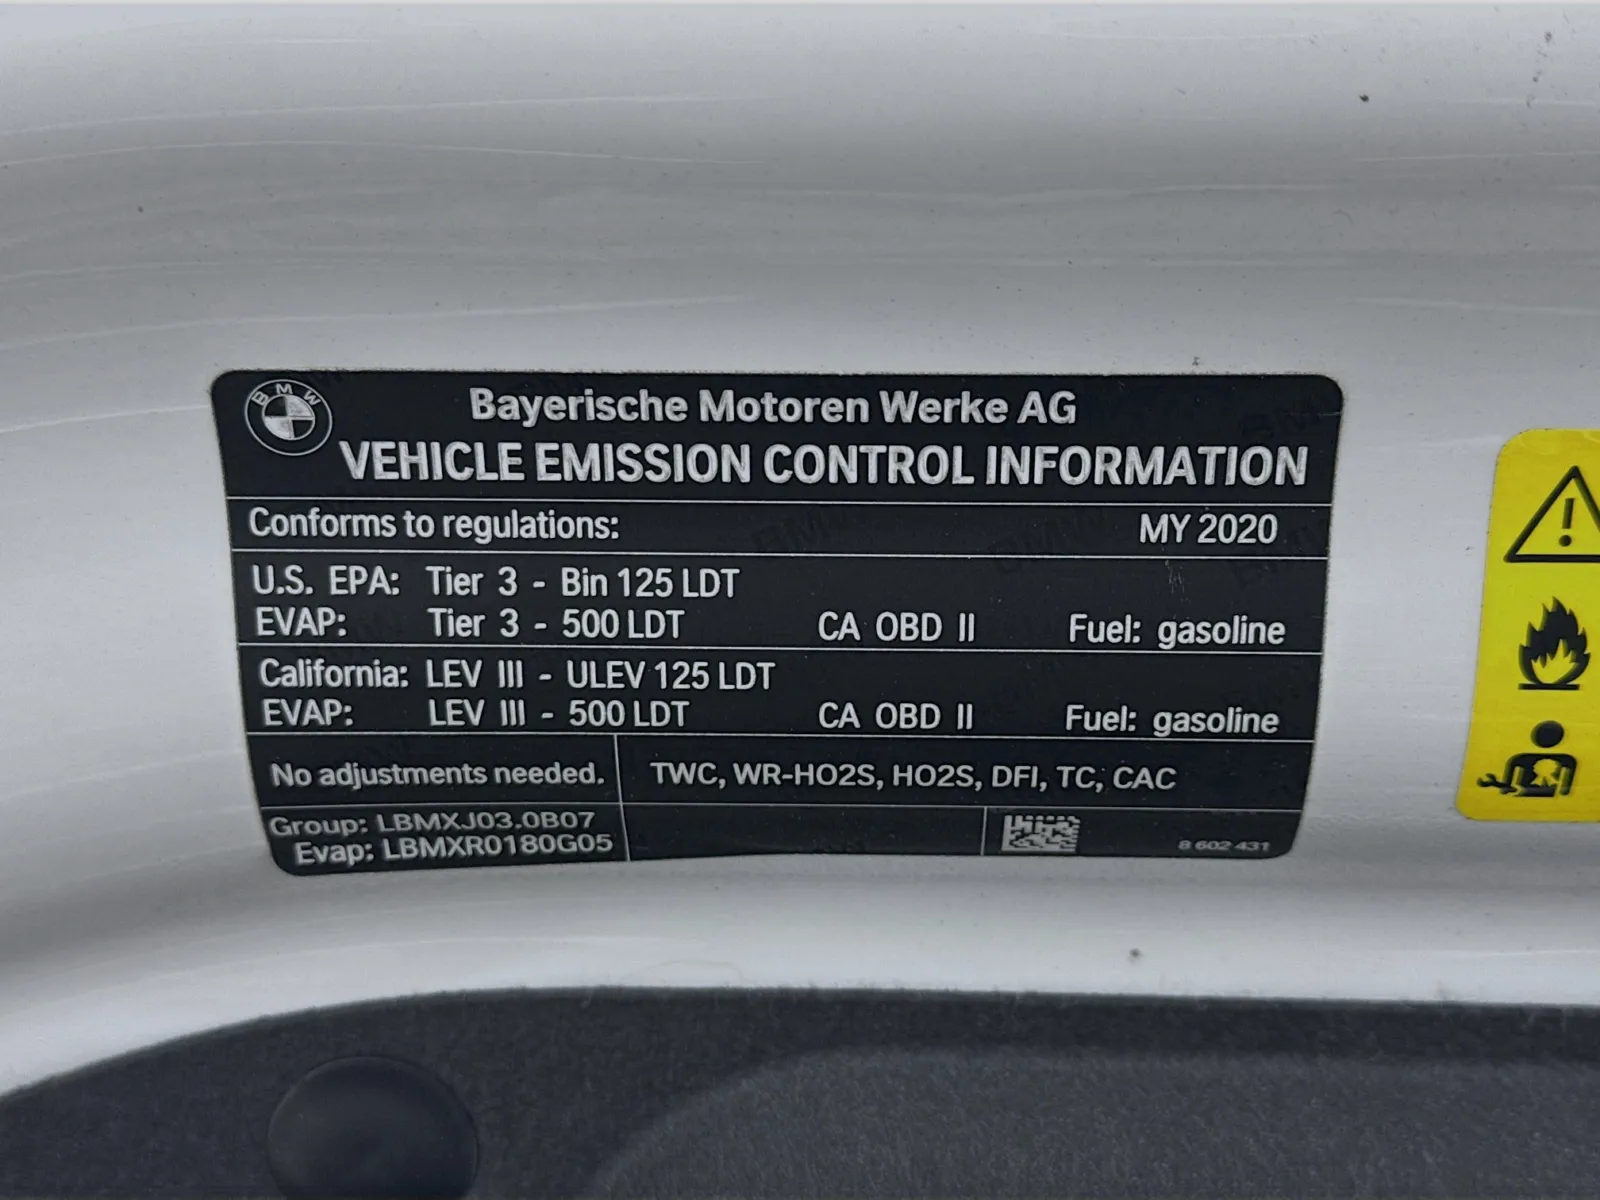 BMW
Bayerische Motoren Werke AG
VEHICLE EMISSION CONTROL INFORMATION
Conforms to regulations: MY 2020
U.S. EPA: Tier 3 - Bin 125 LDT
EVAP: Tier 3 - 500 LDT CA OBD II Fuel: gasoline
California: LEV III - ULEV 125 LDT
EVAP: LEV III - 500 LDT CA OBD II Fuel: gasoline
No adjustments needed. TWC, WR-HO2S, HO2S, DFI, TC, CAC
Group: LBMXJ03.0B07
Evap: LBMXR0180G05
8 602 431